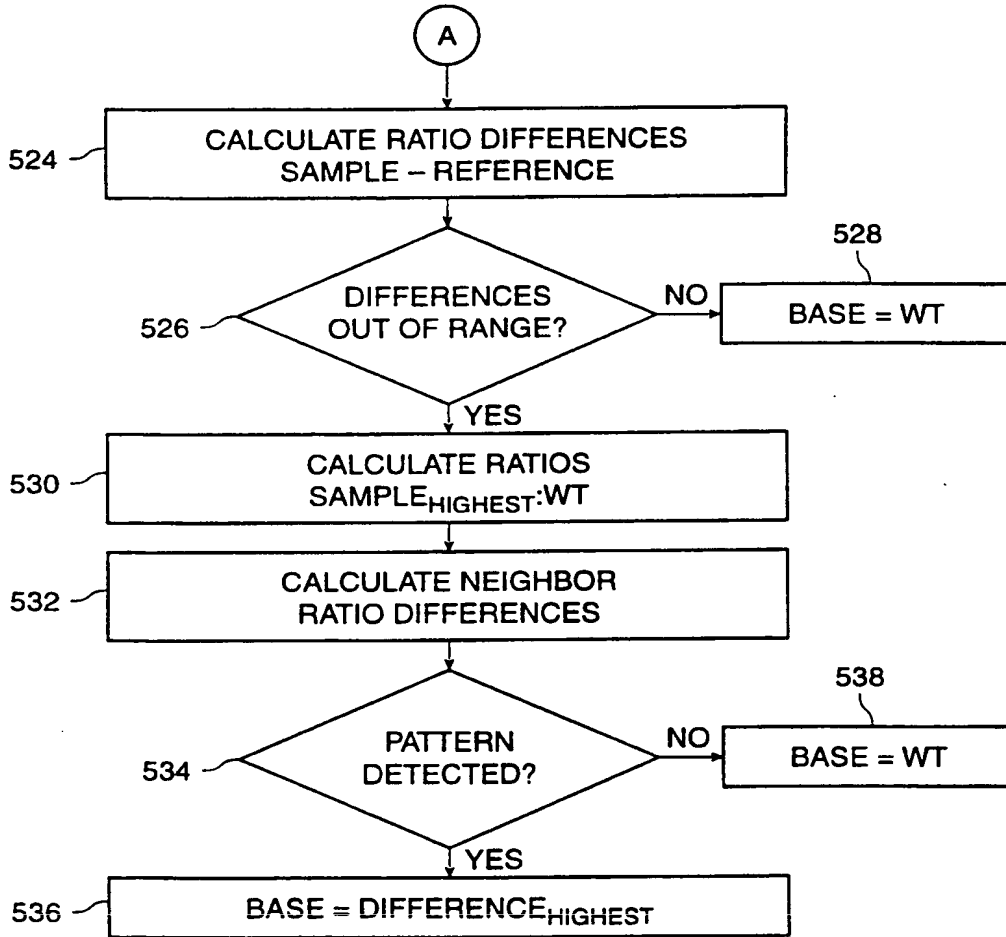 A
524
CALCULATE RATIO DIFFERENCES
SAMPLE – REFERENCE
526
DIFFERENCES
OUT OF RANGE?
NO
528
BASE = WT
YES
530
CALCULATE RATIOS
SAMPLEHIGHEST:WT
532
CALCULATE NEIGHBOR
RATIO DIFFERENCES
534
PATTERN
DETECTED?
NO
538
BASE = WT
YES
536
BASE = DIFFERENCEHIGHEST